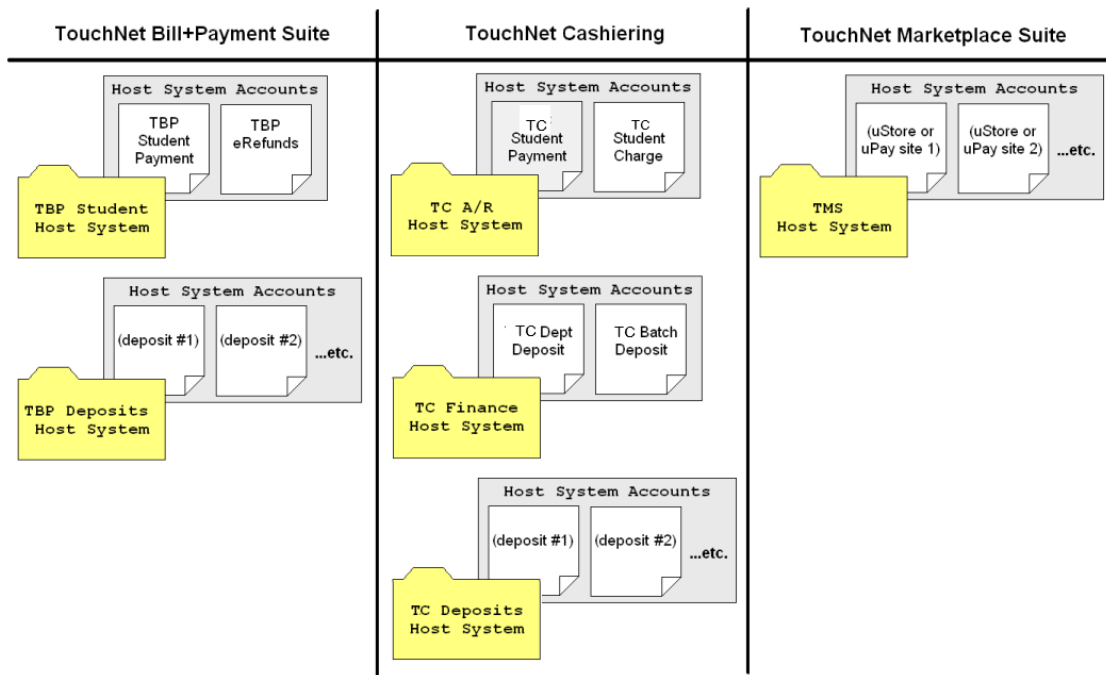 TouchNet Bill+Payment Suite
Host System Accounts
TBP
Student
Payment
TBP
eRefunds
TBP Student
Host System
Host System Accounts
(deposit #1)
(deposit #2)
...etc.
TBP Deposits
Host System
TouchNet Cashiering
Host System Accounts
TC
Student
Payment
TC
Student
Charge
TC A/R
Host System
Host System Accounts
TC Dept
Deposit
TC Batch
Deposit
TC Finance
Host System
Host System Accounts
(deposit #1)
(deposit #2)
...etc.
TC Deposits
Host System
TouchNet Marketplace Suite
Host System Accounts
(uStore or
uPay site 1)
(uStore or
uPay site 2)
...etc.
TMS
Host System